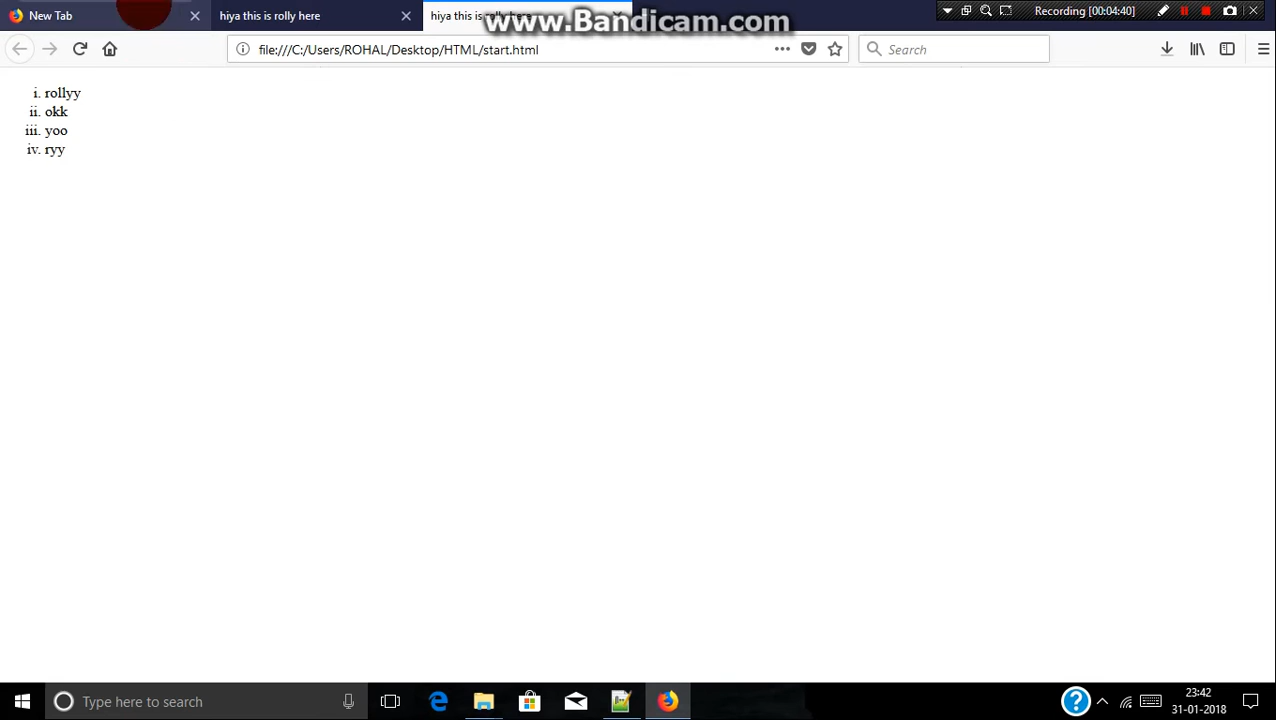 New Tab
hiya this is rolly here
hiya this is rolly here
www.Bandicam.com
Recording [00:04:40]
file:///C:/Users/ROHAL/Desktop/HTML/start.html
Search
i. rollyy
ii. okk
iii. yoo
iv. ryy
Type here to search
23:42
31-01-2018